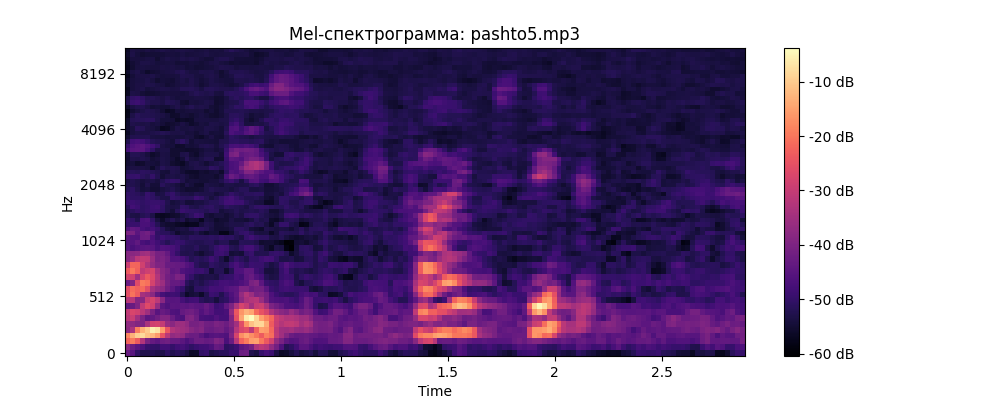 Mel-спектрограмма: pashto5.mp3
8192
4096
2048
1024
512
0
Hz
0 0.5 1 1.5 2 2.5
Time
-10 dB
-20 dB
-30 dB
-40 dB
-50 dB
-60 dB